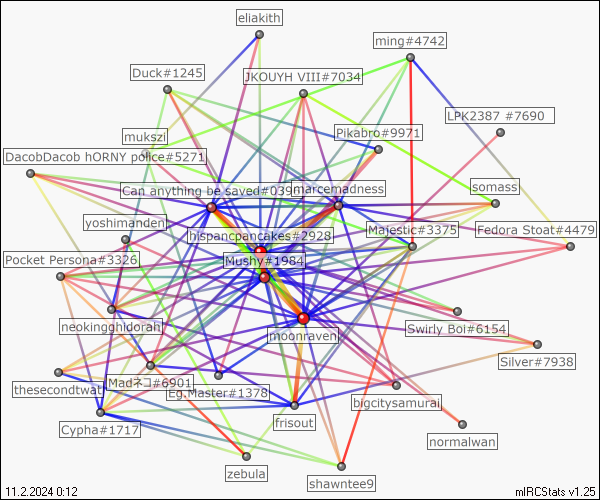 eliakith
ming#4742
Duck#1245
JKOUYH VIII#7034
LPK2387 #7690
mukszi
Pikabro#9971
DacobDacob hORNY police#5271
Can anything be saved#0390
marcemadness
somass
yoshimanden
hispancpancakes#2928
Majestic#3375
Fedora Stoat#4479
Pocket Persona#3326
Mushy#1984
neokingghidorah
moonraven
Swirly Boi#6154
Silver#7938
thesecondtwat
Madネコ#6901
Eg.Master#1378
bigcitysamurai
Cypha#1717
frisout
normalwan
zebula
shawntee9
11.2.2024 0:12
mIRCStats v1.25